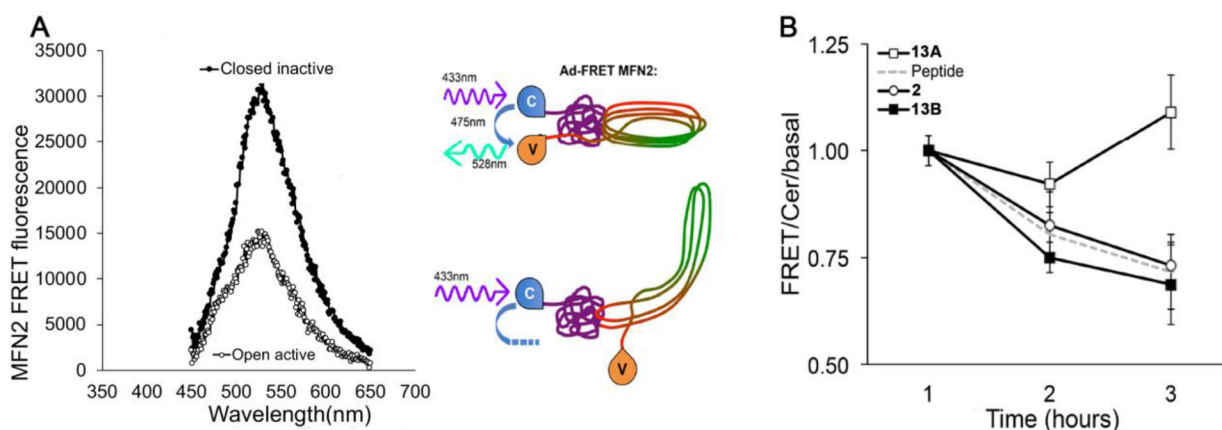 A
MFN2 FRET fluorescence
35000
30000
25000
20000
15000
10000
5000
0
350 400 450 500 550 600 650 700
Wavelength(nm)
Closed inactive
Open active
Ad-FRET MFN2:
433nm
C
475nm
V
528nm
433nm
C
V
B
FRET/Cer/basal
1.25
1.00
0.75
0.50
13A
Peptide
2
13B
1 2 3
Time (hours)